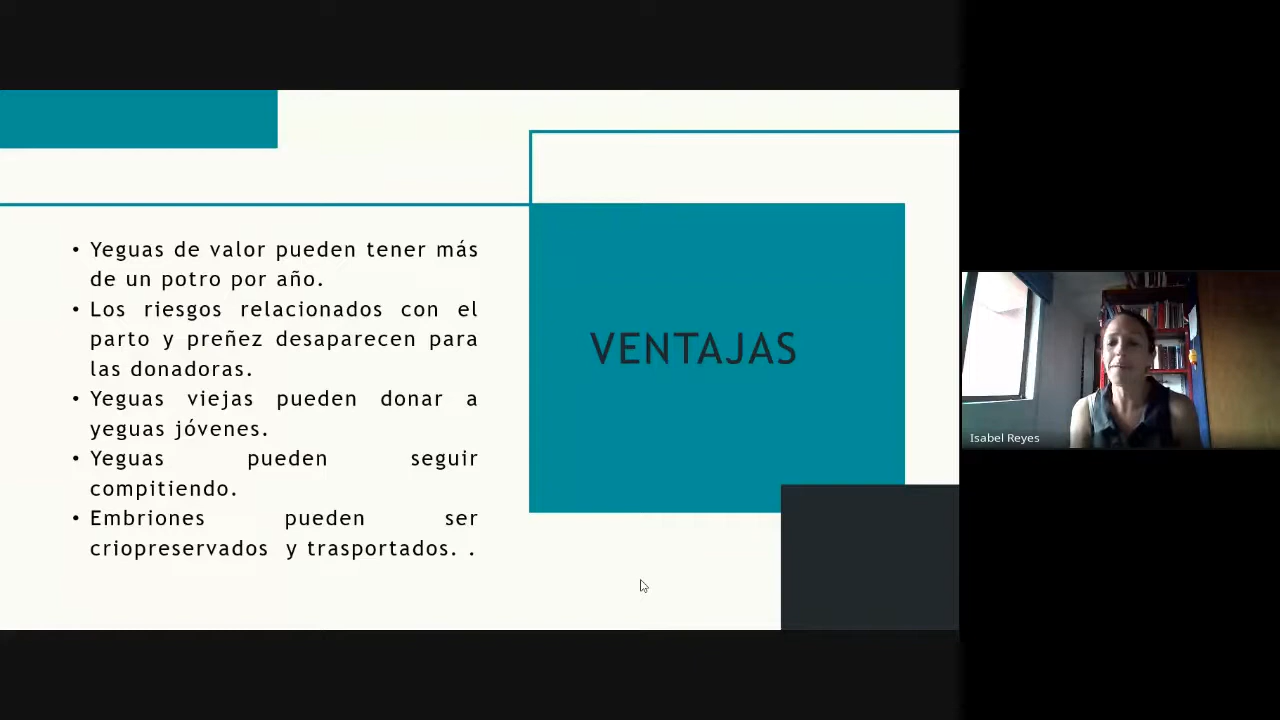 • Yeguas de valor pueden tener más
de un potro por año.
• Los riesgos relacionados con el
parto y preñez desaparecen para
las donadoras.
• Yeguas viejas pueden donar a
yeguas jóvenes.
• Yeguas pueden seguir
compitiendo.
• Embriones pueden ser
criopreservados y trasportados. .
VENTAJAS
Isabel Reyes